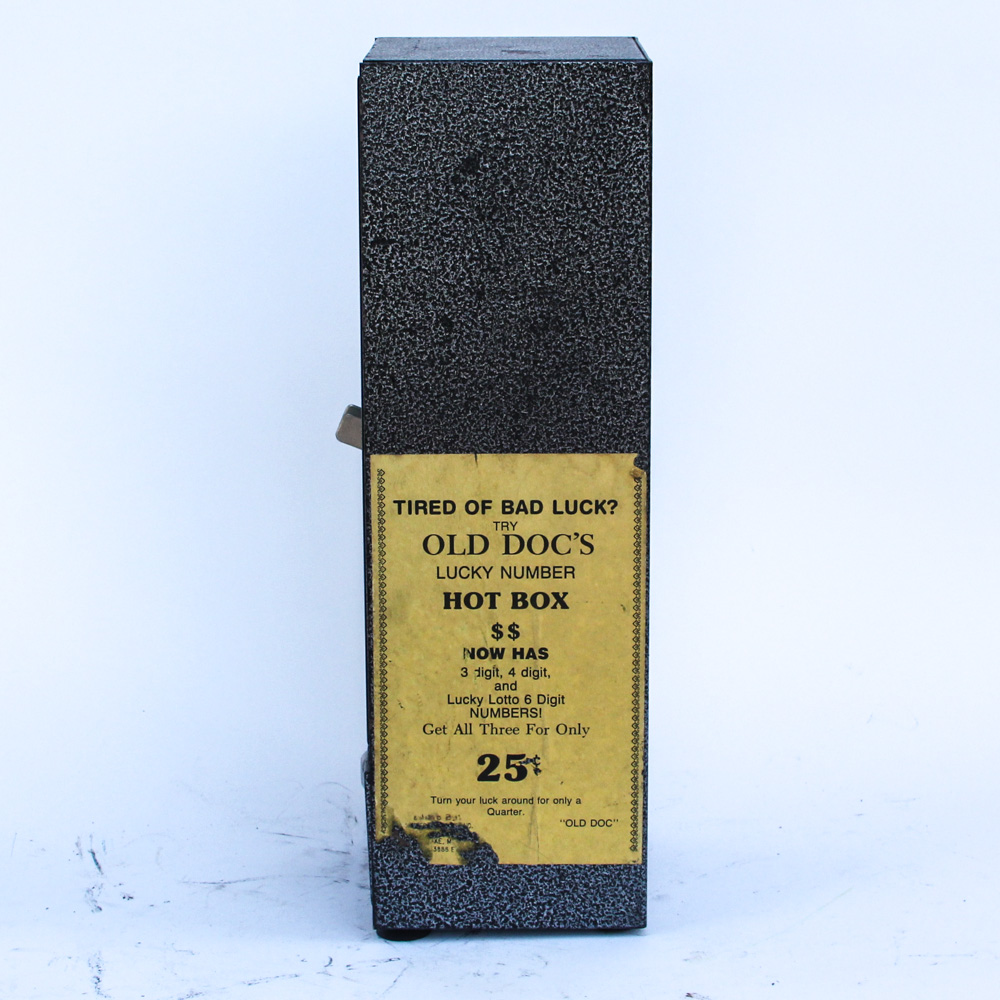 TIRED OF BAD LUCK?
TRY
OLD DOC'S
LUCKY NUMBER
HOT BOX
$$
NOW HAS
3 digit, 4 digit,
and
Lucky Lotto 6 Digit
NUMBERS!
Get All Three For Only
25¢
Turn your luck around for only a
Quarter.
"OLD DOC"